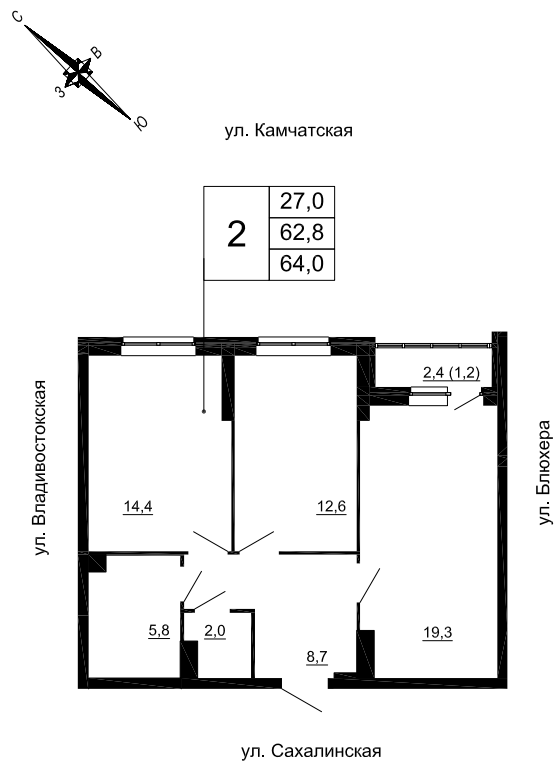 С
В
З
Ю
ул. Камчатская
2
27,0
62,8
64,0
2,4 (1,2)
ул. Владивостокская
ул. Блюхера
14,4
12,6
5,8
2,0
19,3
8,7
ул. Сахалинская